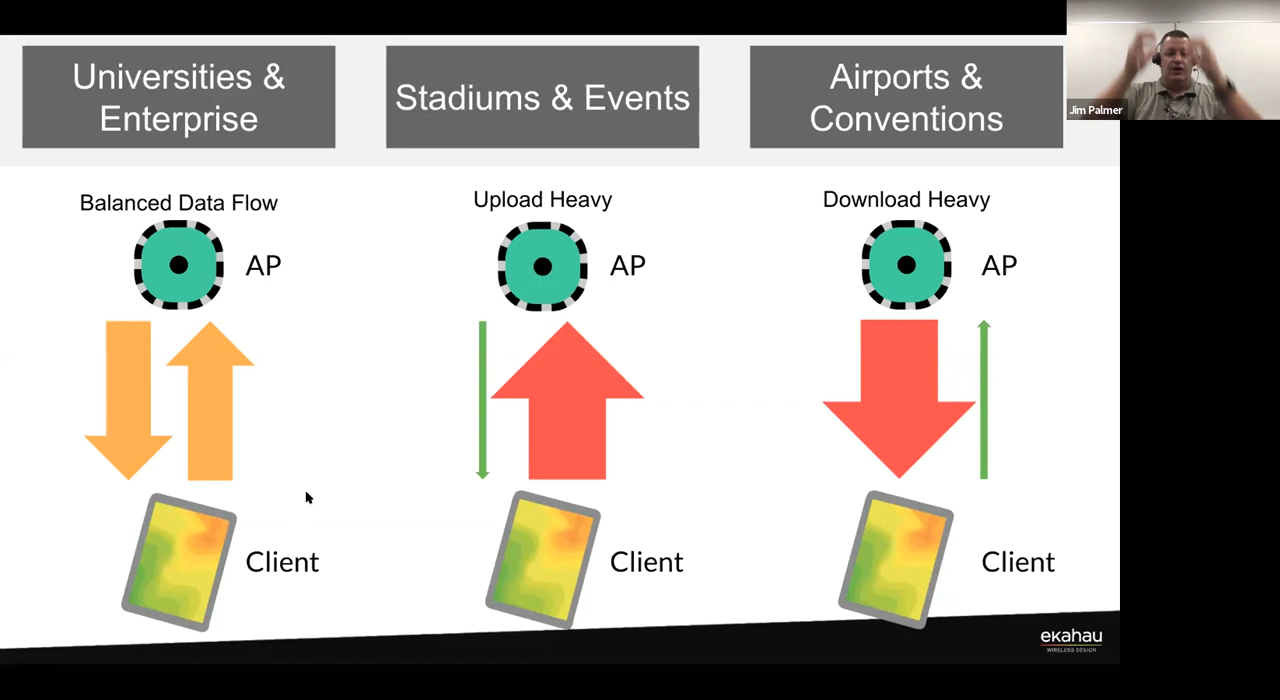 Universities &
Enterprise
Stadiums & Events
Airports &
Conventions
Jim Palmer
Balanced Data Flow
Upload Heavy
Download Heavy
AP
AP
AP
Client
Client
Client
ekahau
WIRELESS DESIGN